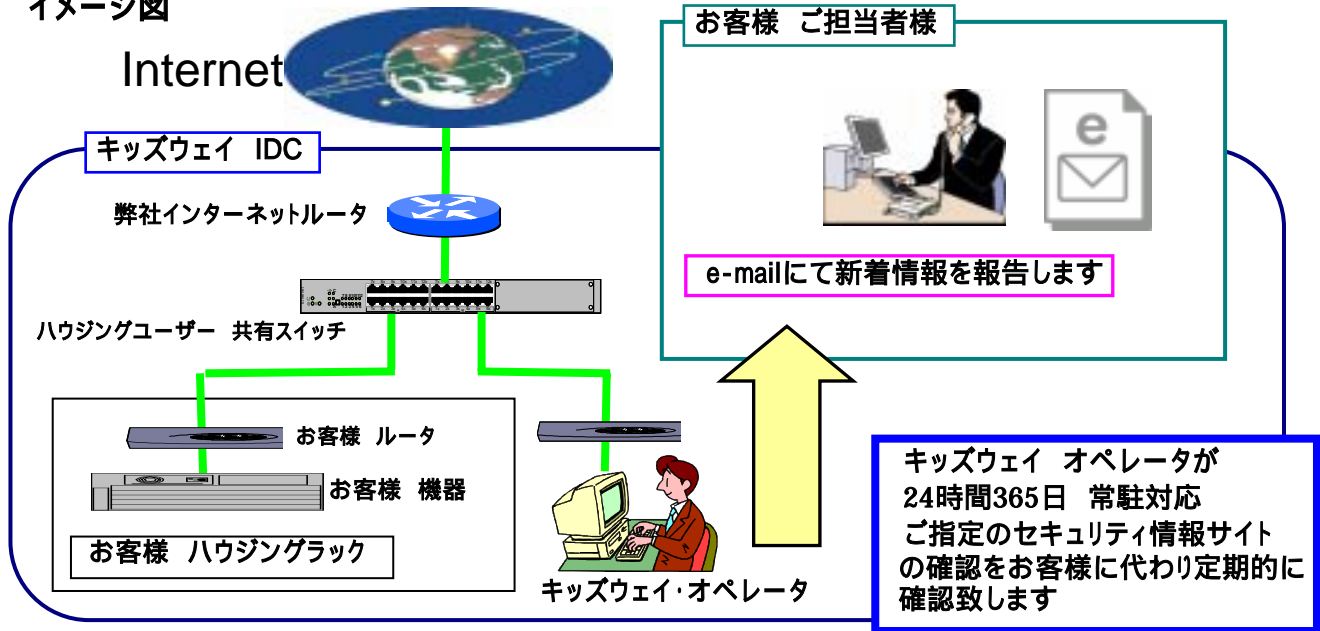 イメージ図
Internet
お客様 ご担当者様
キッズウェイ IDC
e
弊社インターネットルータ
e-mailにて新着情報を報告します
ハウジングユーザー 共有スイッチ
お客様 ルータ
お客様 機器
お客様 ハウジングラック
キッズウェイ・オペレータ
キッズウェイ オペレータが
24時間365日 常駐対応
ご指定のセキュリティ情報サイト
の確認をお客様に代わり定期的に
確認致します